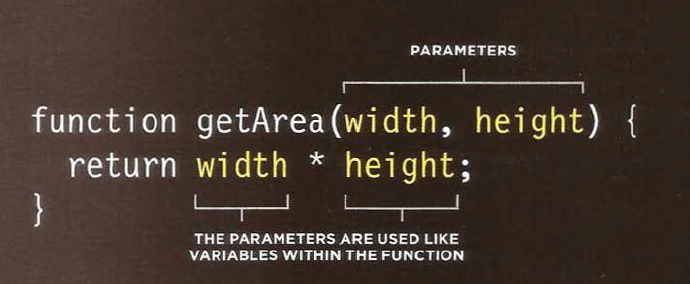 PARAMETERS
function getArea(width, height) {
  return width * height;
}
THE PARAMETERS ARE USED LIKE
VARIABLES WITHIN THE FUNCTION